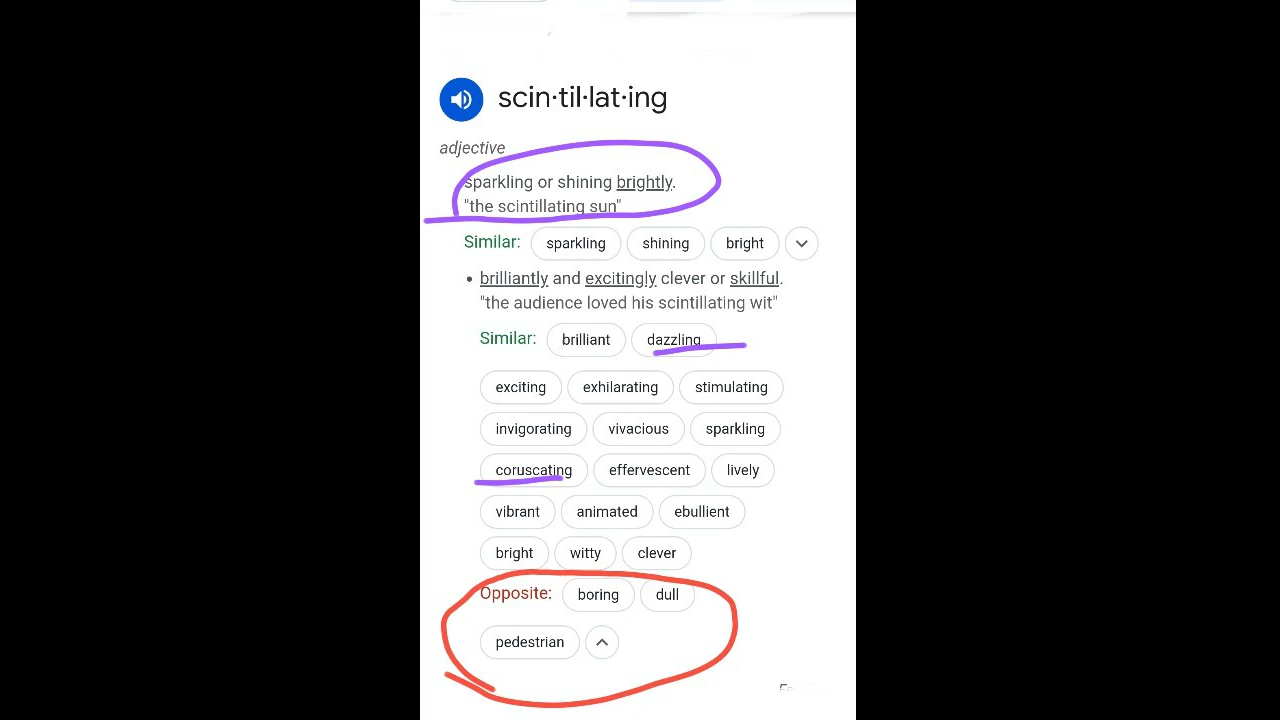 scin·til·lat·ing
adjective
sparkling or shining brightly.
"the scintillating sun"
Similar: sparkling shining bright
brilliantly and excitingly clever or skillful.
"the audience loved his scintillating wit"
Similar: brilliant dazzling
exciting exhilarating stimulating
invigorating vivacious sparkling
coruscating effervescent lively
vibrant animated ebullient
bright witty clever
Opposite: boring dull
pedestrian